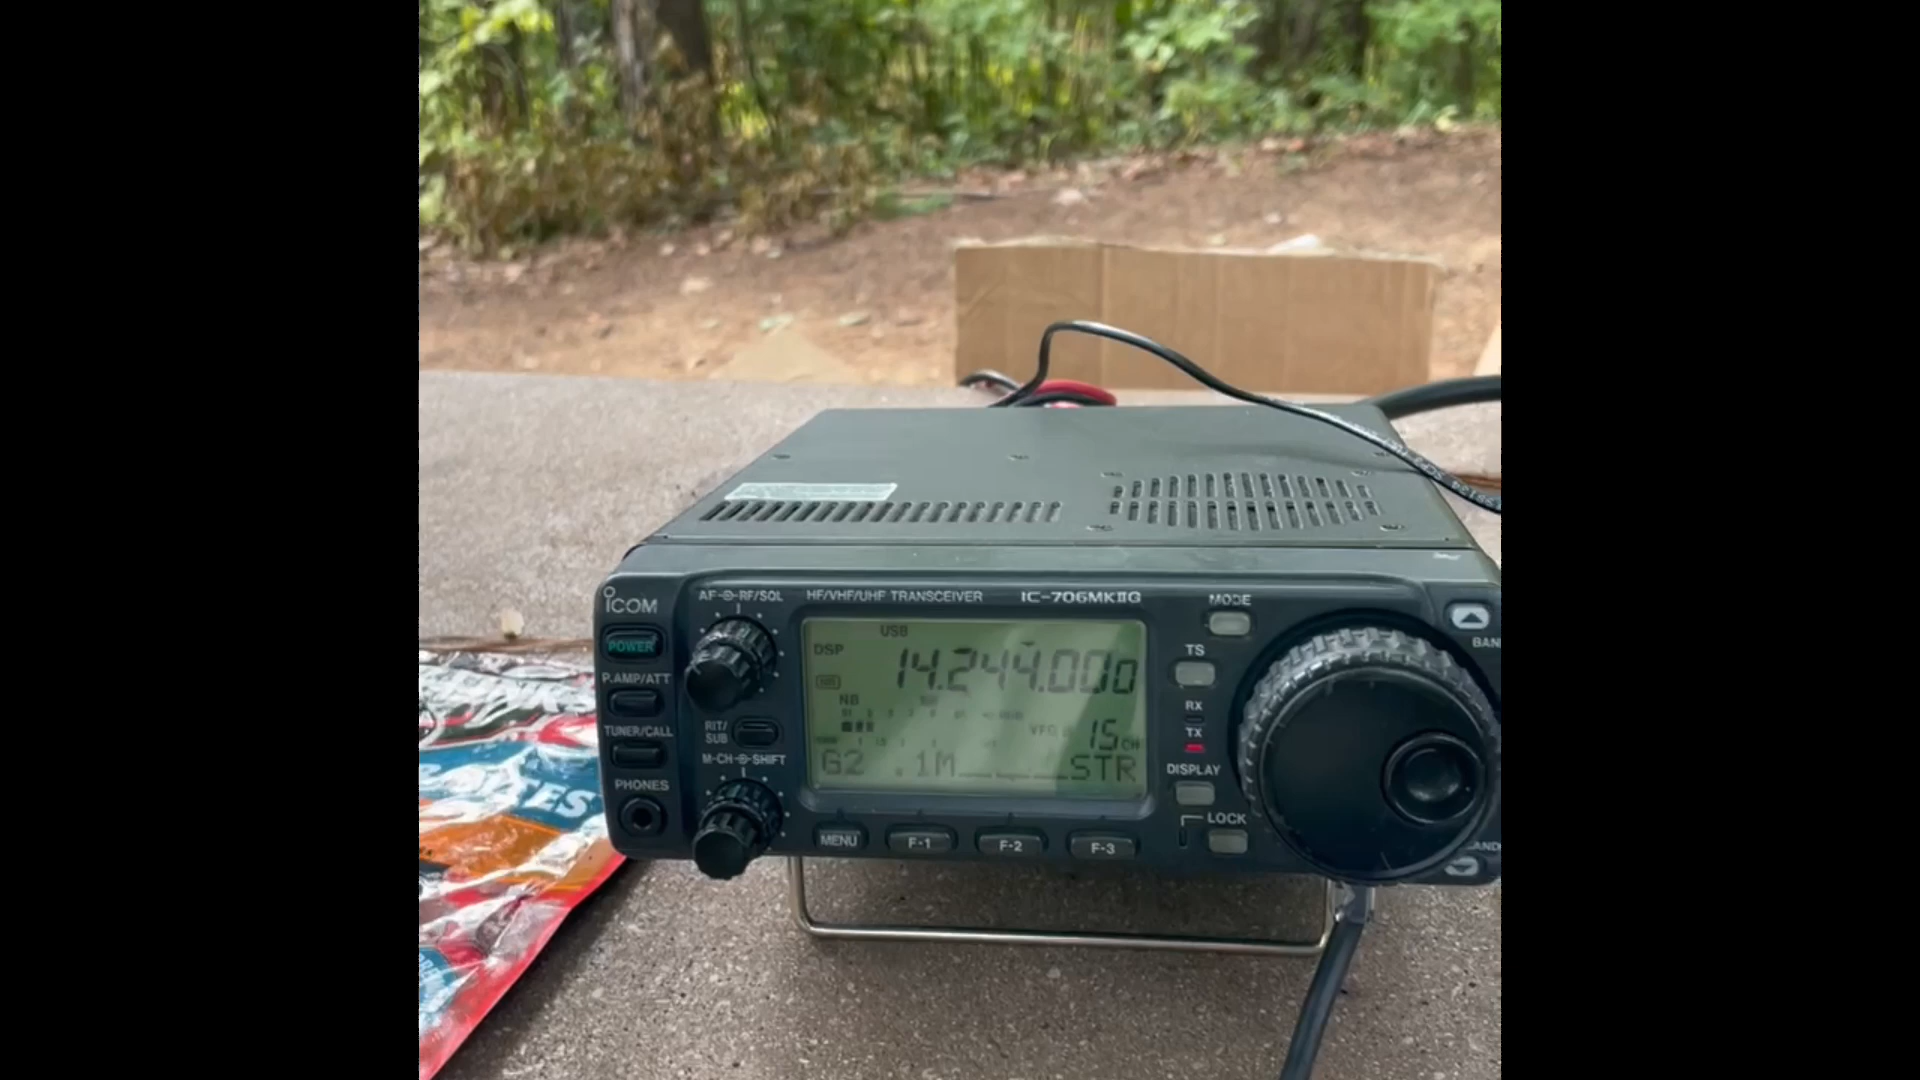 ICOM
AF RF/SQL
HF/VHF/UHF TRANSCEIVER
IC-706MKIIG
MODE
POWER
USB
BAN
DSP
14.244.000
TS
P.AMP/ATT
NB
RX
TUNER/CALL
RIT/
SUB
15CH
TX
M-CH SHIFT
G2 .1M STR
DISPLAY
PHONES
LOCK
MENU
F-1
F-2
F-3